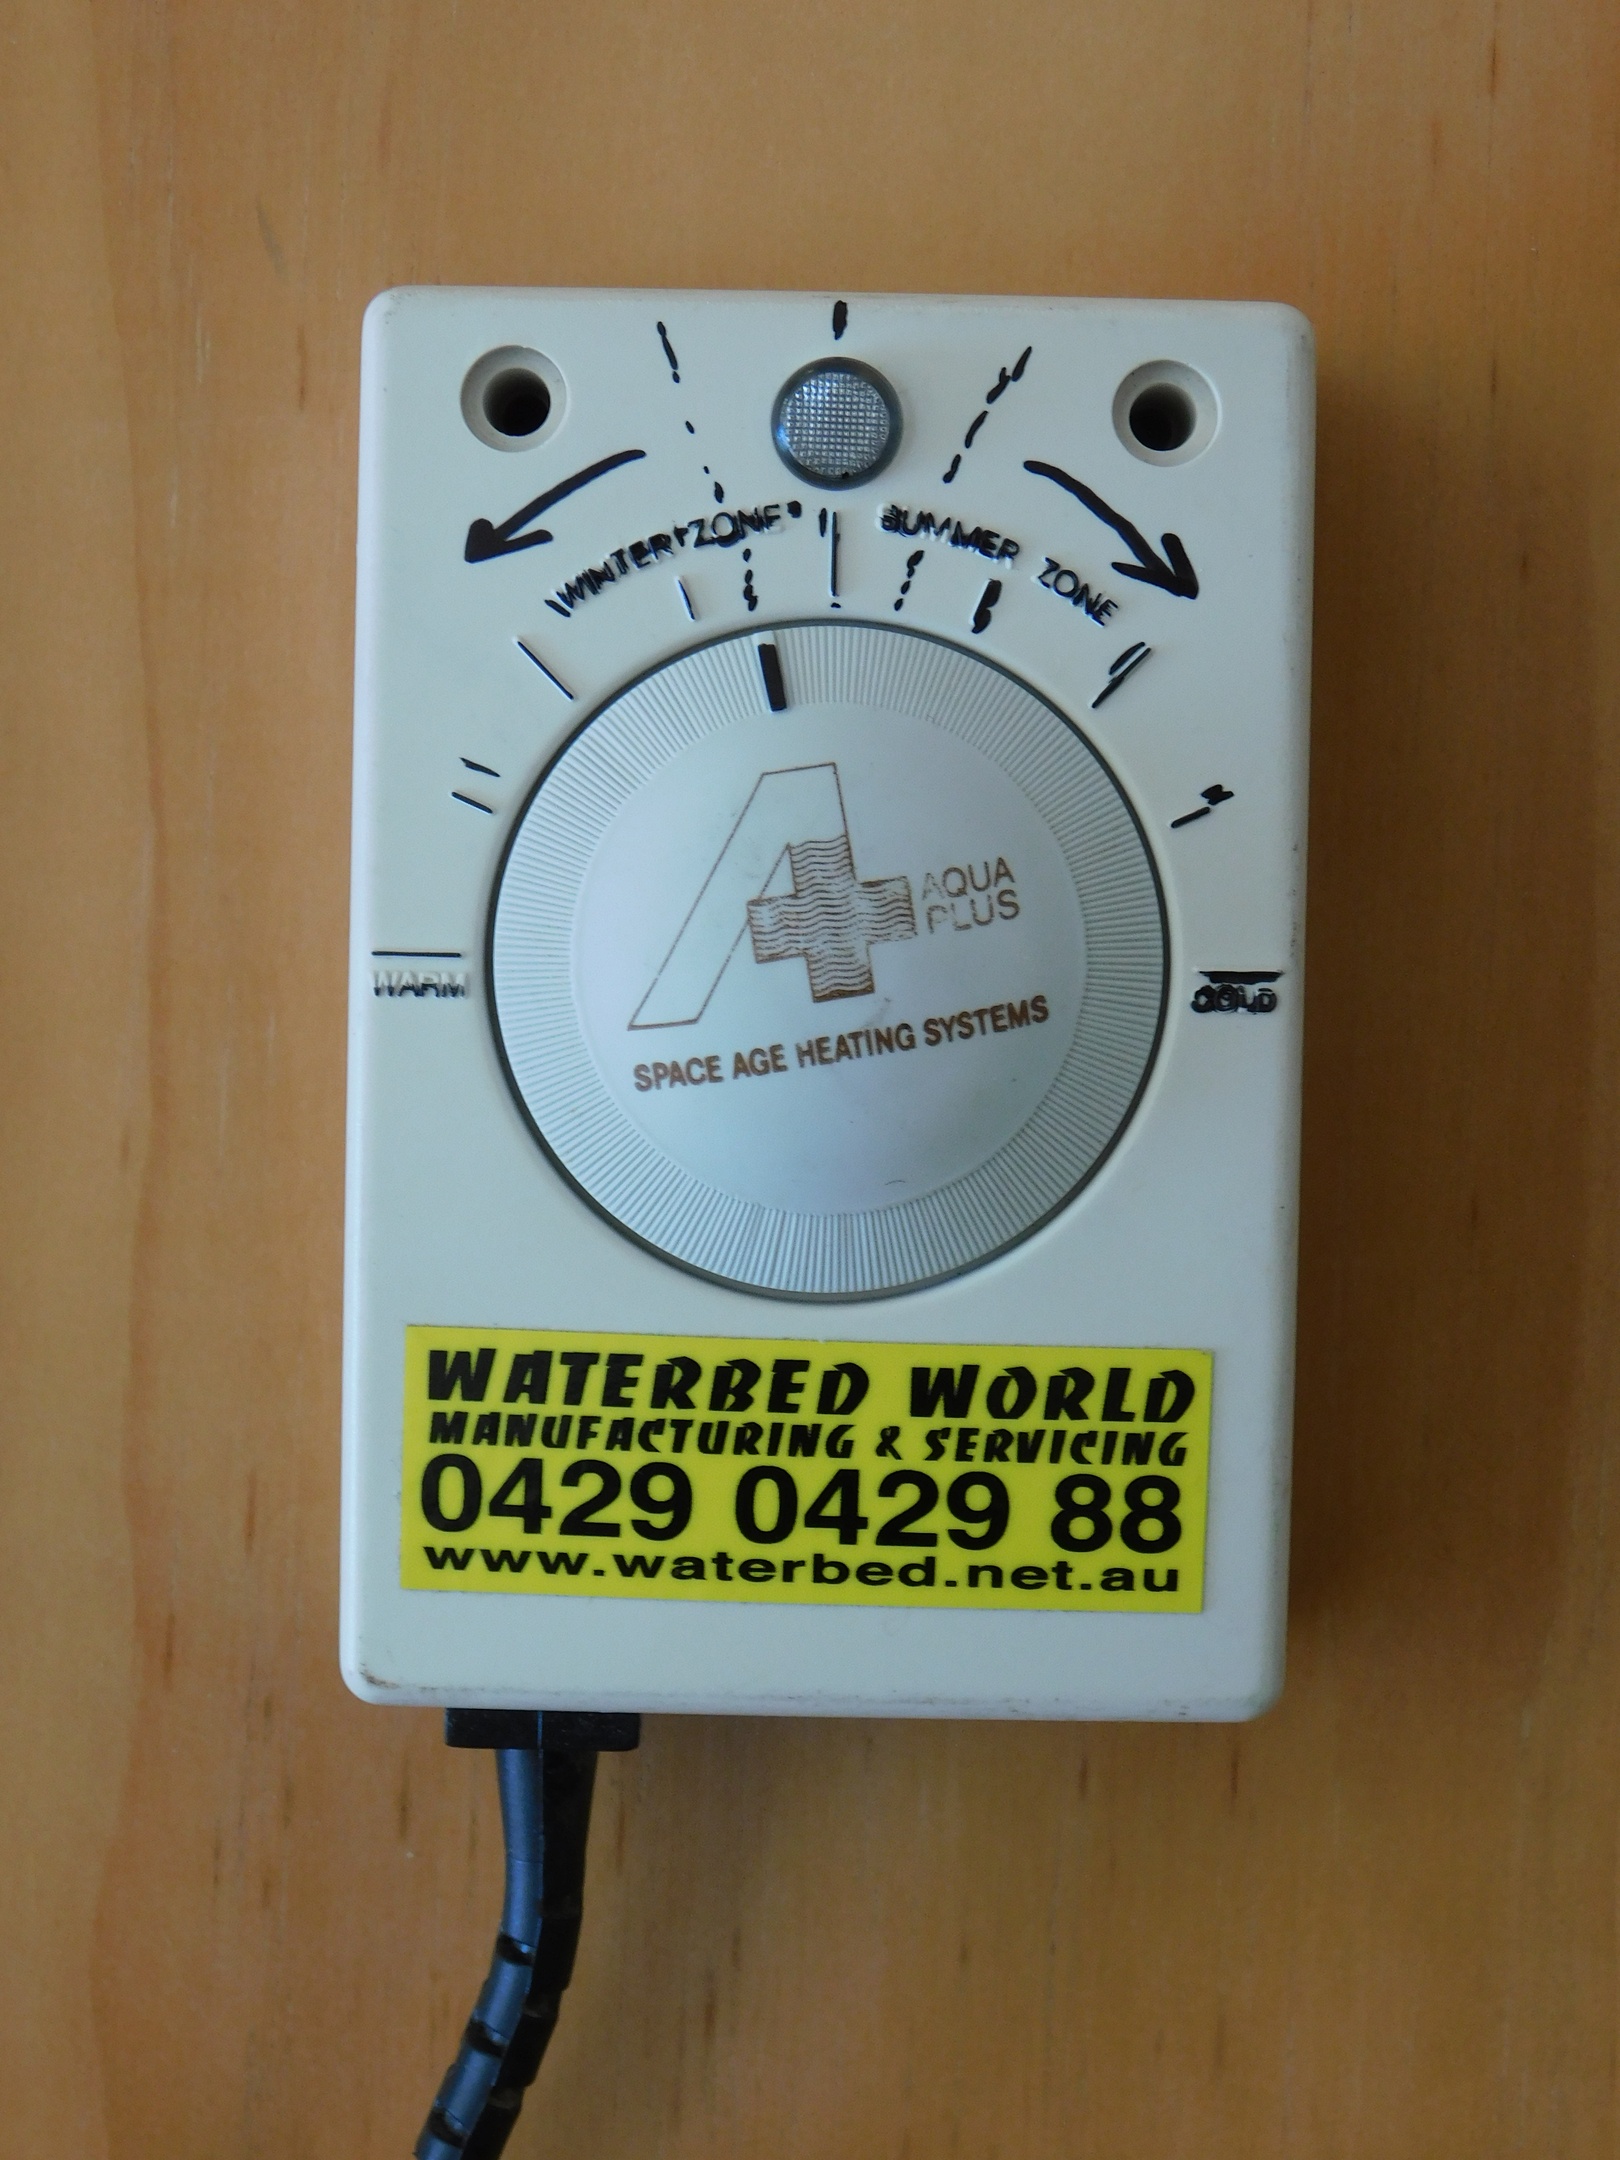 WINTER ZONE
SUMMER ZONE
WARM
COLD
A+
AQUA
PLUS
SPACE AGE HEATING SYSTEMS
WATERBED WORLD
MANUFACTURING & SERVICING
0429 0429 88
www.waterbed.net.au